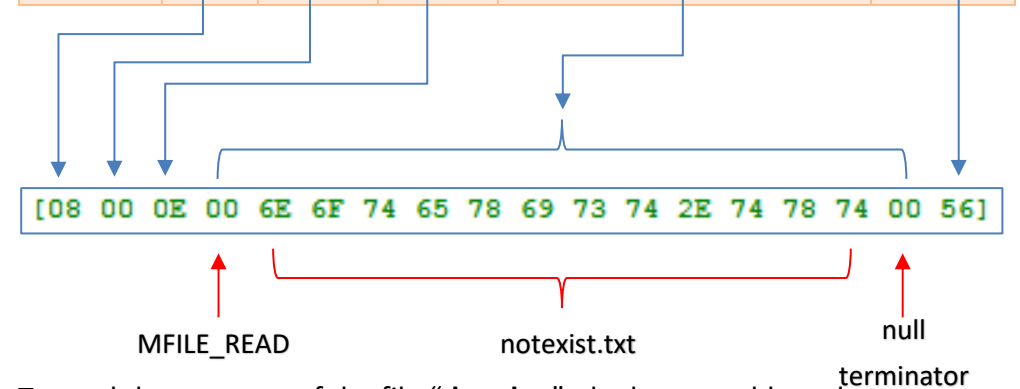 [08 00 0E 00 6E 6F 74 65 78 69 73 74 2E 74 78 74 00 56]
MFILE_READ
notexist.txt
null
terminator